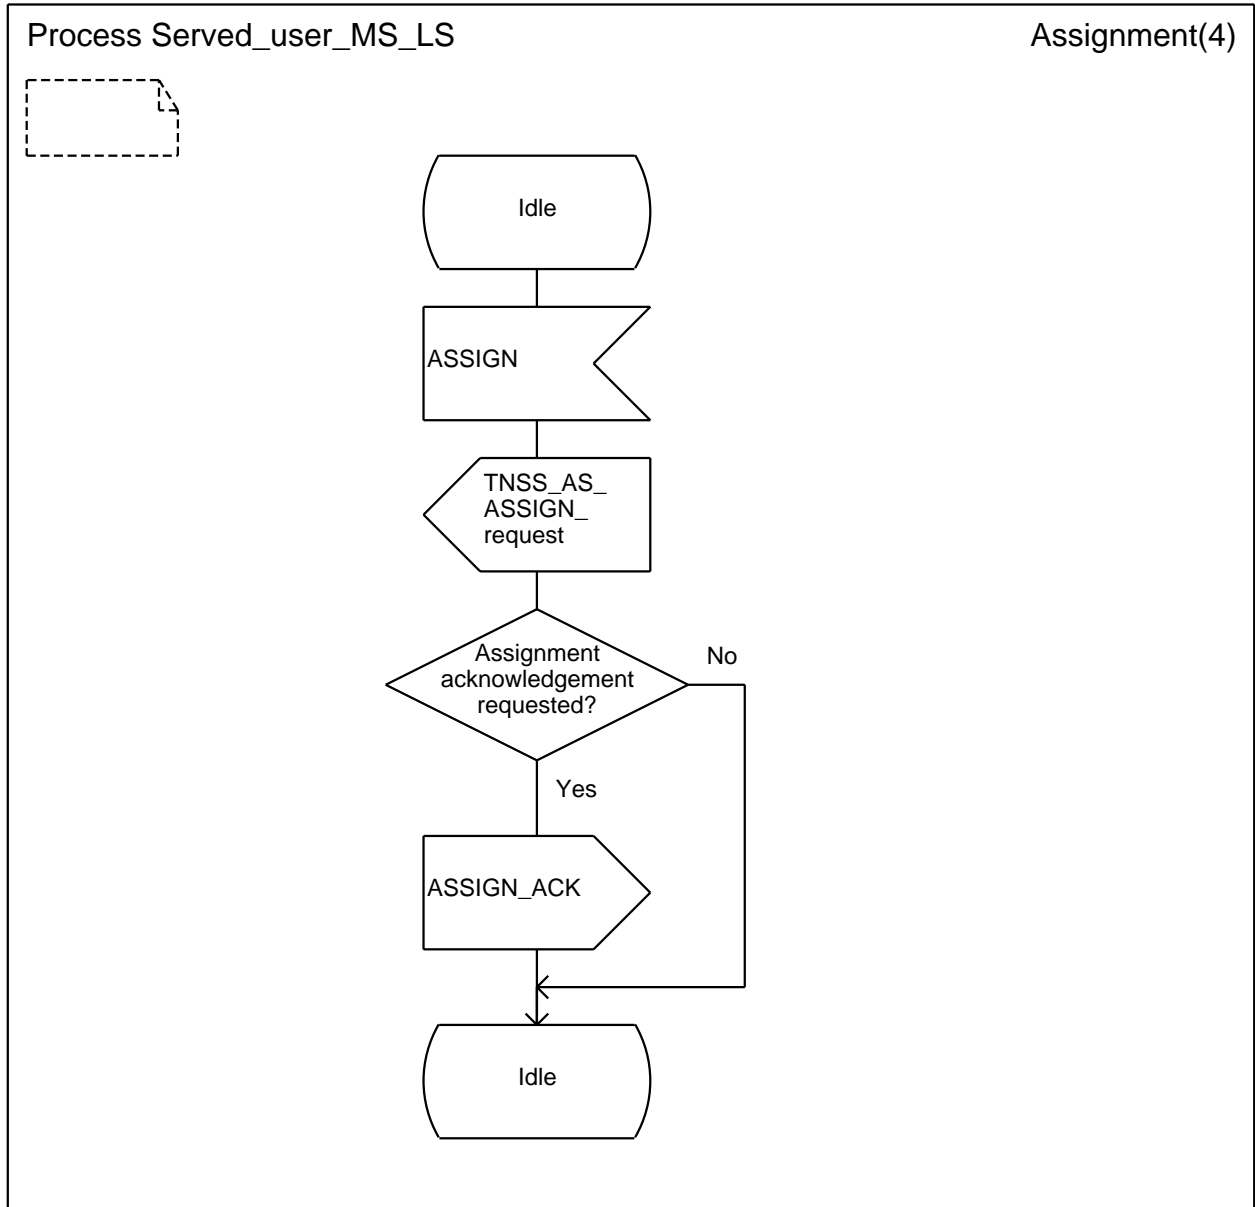 Process Served_user_MS_LS
Assignment(4)
Idle
ASSIGN
TNSS_AS_
ASSIGN_
request
Assignment
acknowledgement
requested?
No
Yes
ASSIGN_ACK
Idle